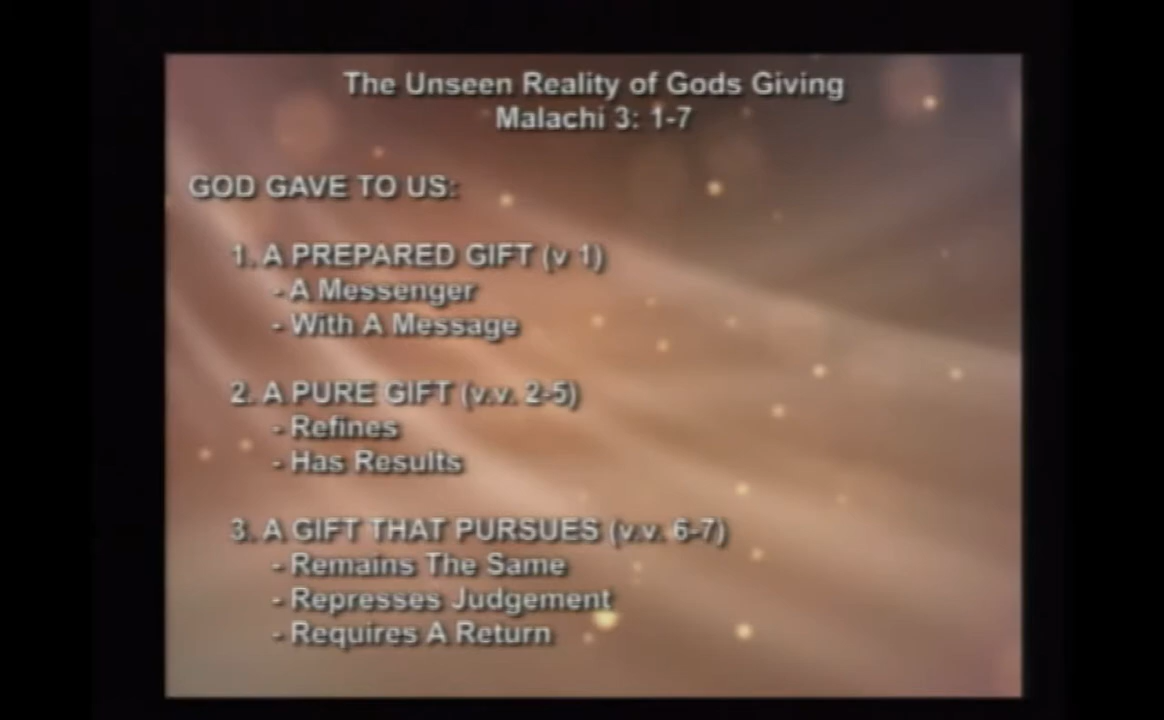 The Unseen Reality of Gods Giving
Malachi 3: 1-7
GOD GAVE TO US:
1. A PREPARED GIFT (v 1)
- A Messenger
- With A Message
2. A PURE GIFT (v.v. 2-5)
- Refines
- Has Results
3. A GIFT THAT PURSUES (v.v. 6-7)
- Remains The Same
- Represses Judgement
- Requires A Return